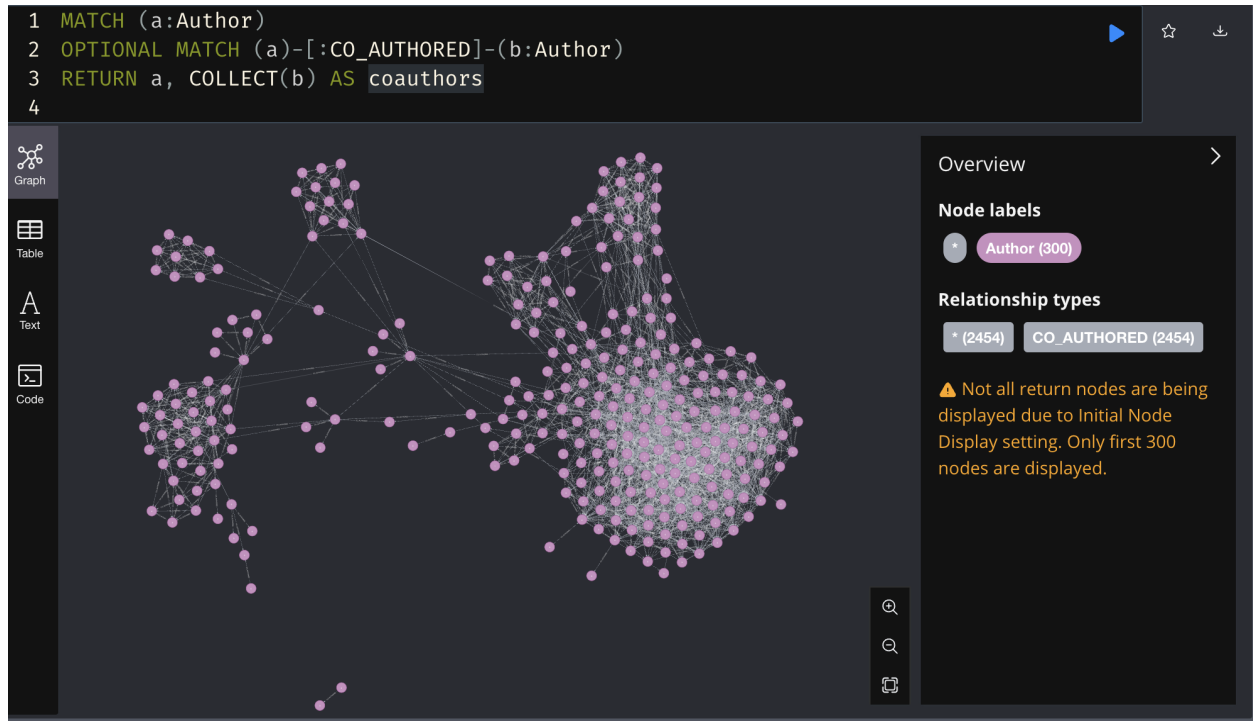 1 MATCH (a:Author)
2 OPTIONAL MATCH (a)-[:CO_AUTHORED]-(b:Author)
3 RETURN a, COLLECT(b) AS coauthors
4
Graph
Table
Text
Code
Overview
Node labels
* Author (300)
Relationship types
* (2454) CO_AUTHORED (2454)
Not all return nodes are being
displayed due to Initial Node
Display setting. Only first 300
nodes are displayed.